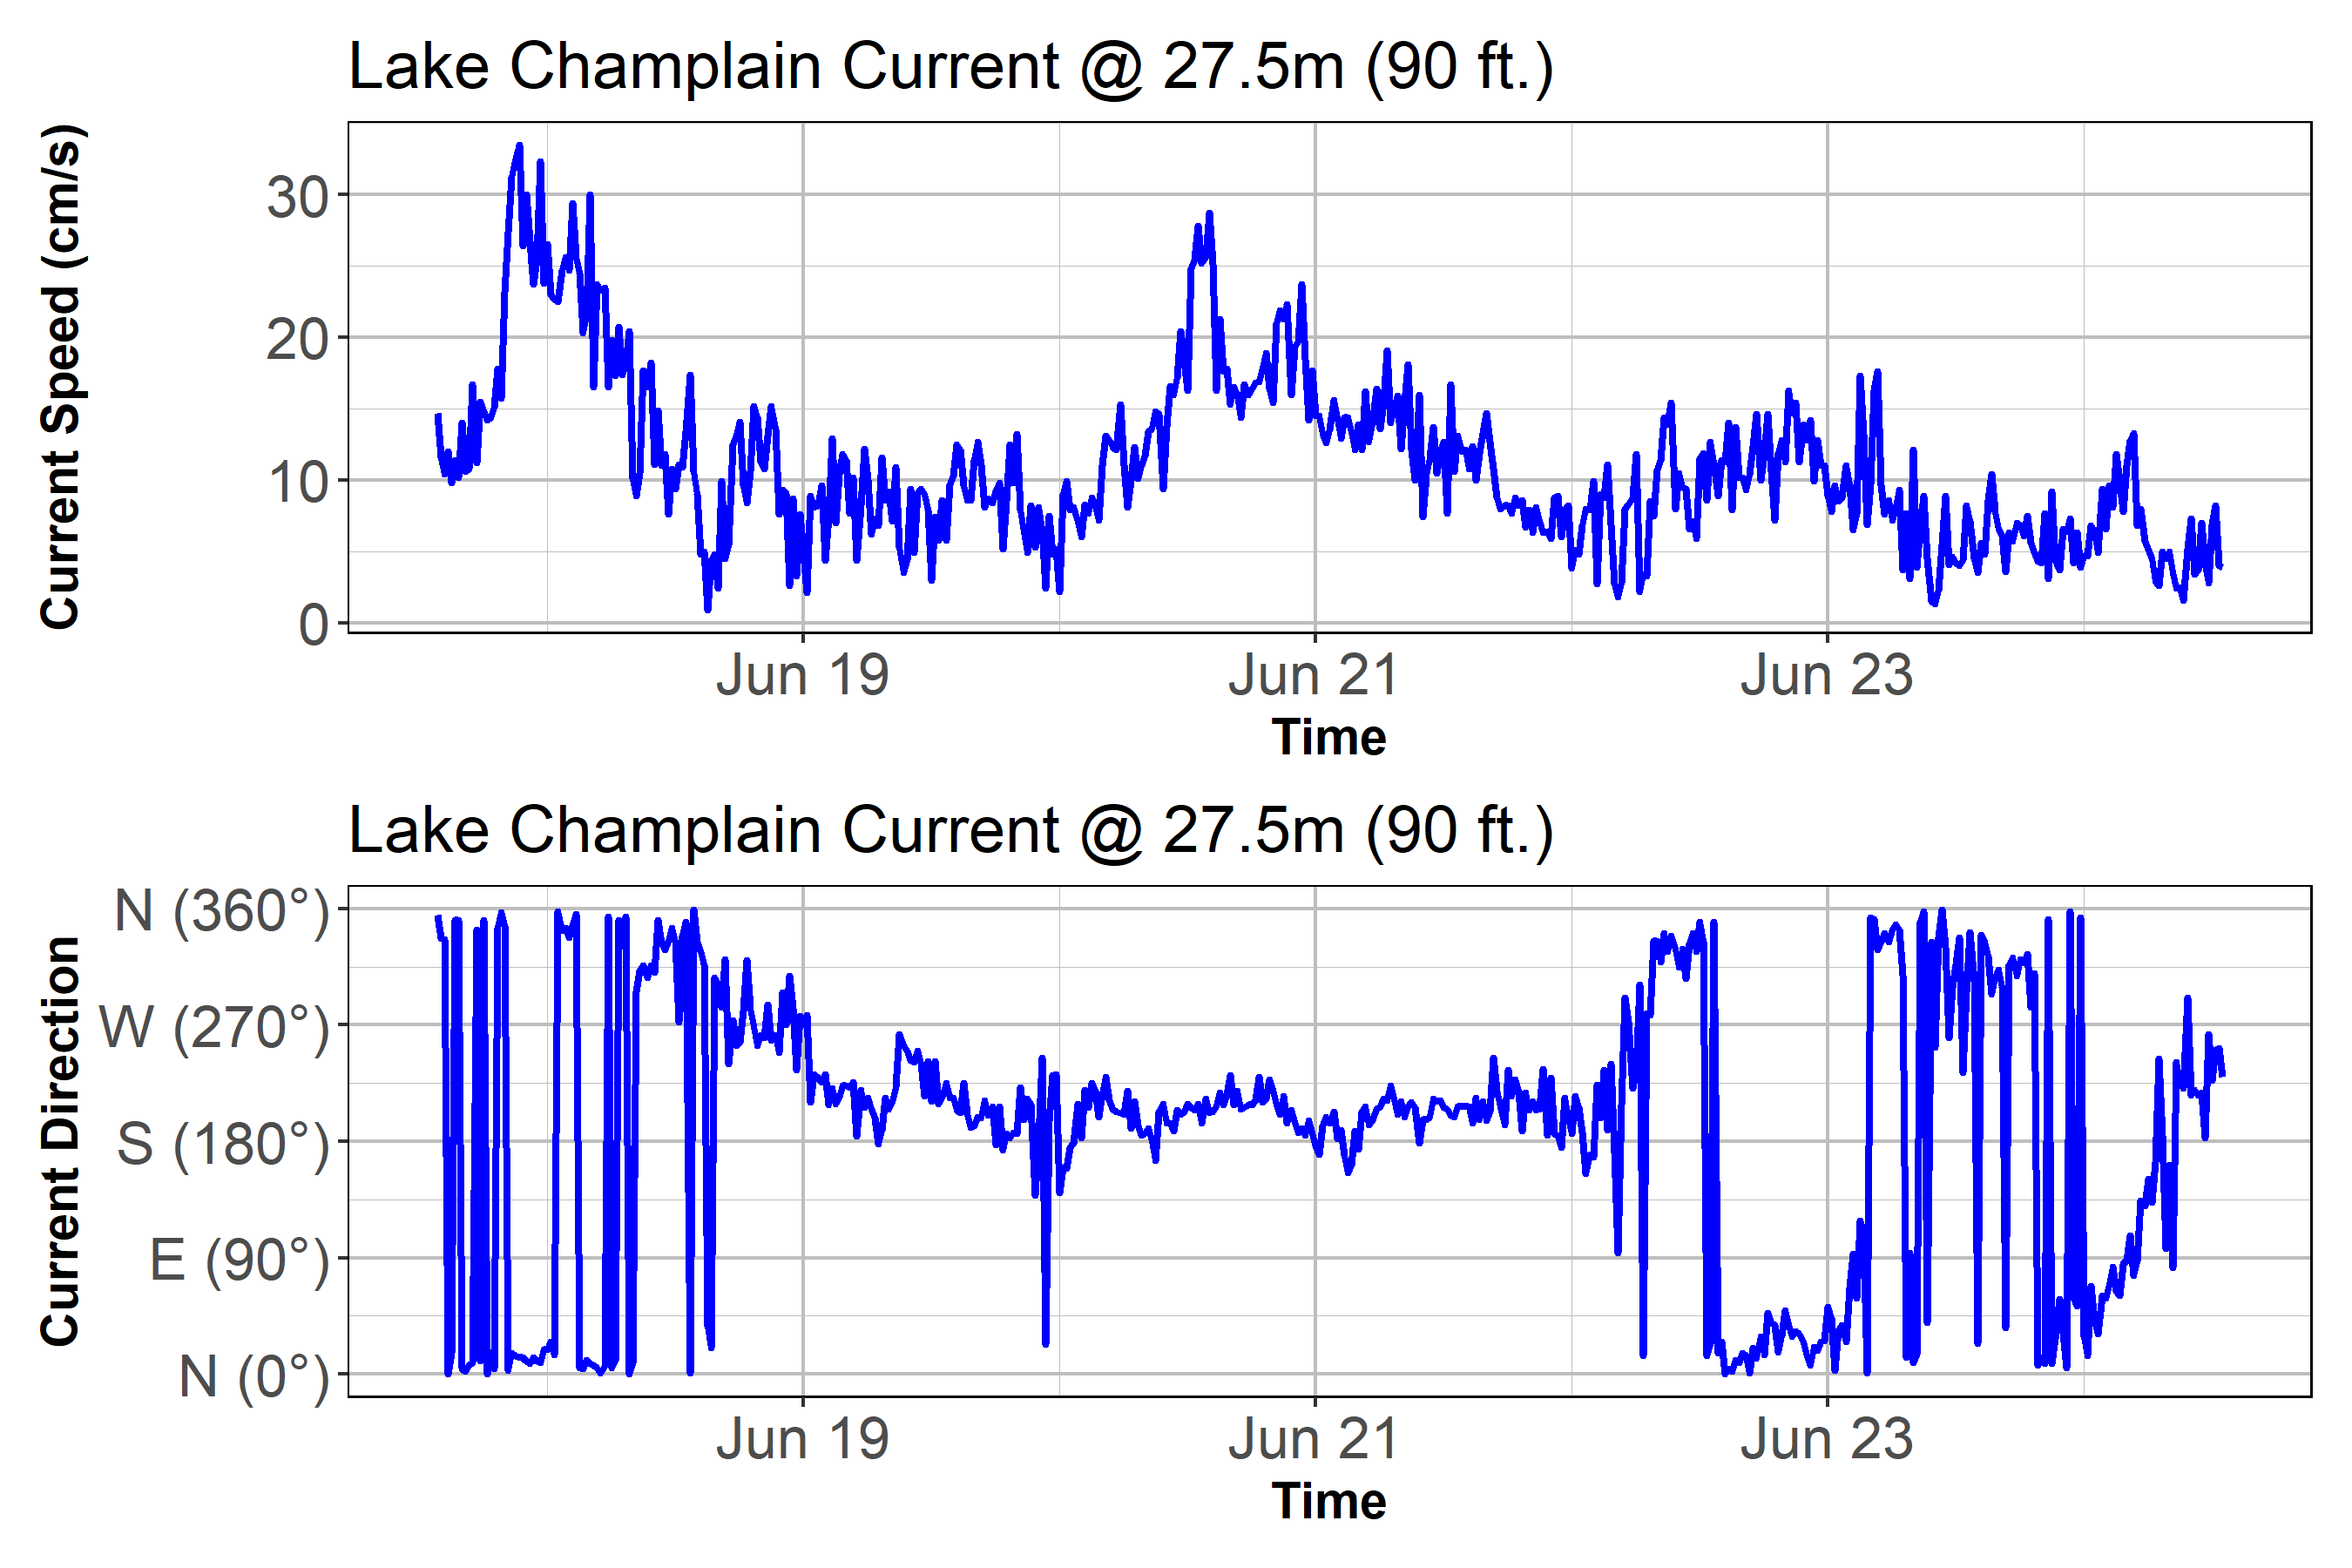 Lake Champlain Current @ 27.5m (90 ft.)
Current Speed (cm/s)
30
20
10
0
Jun 19 Jun 21 Jun 23
Time
Lake Champlain Current @ 27.5m (90 ft.)
Current Direction
N (360°)
W (270°)
S (180°)
E (90°)
N (0°)
Jun 19 Jun 21 Jun 23
Time